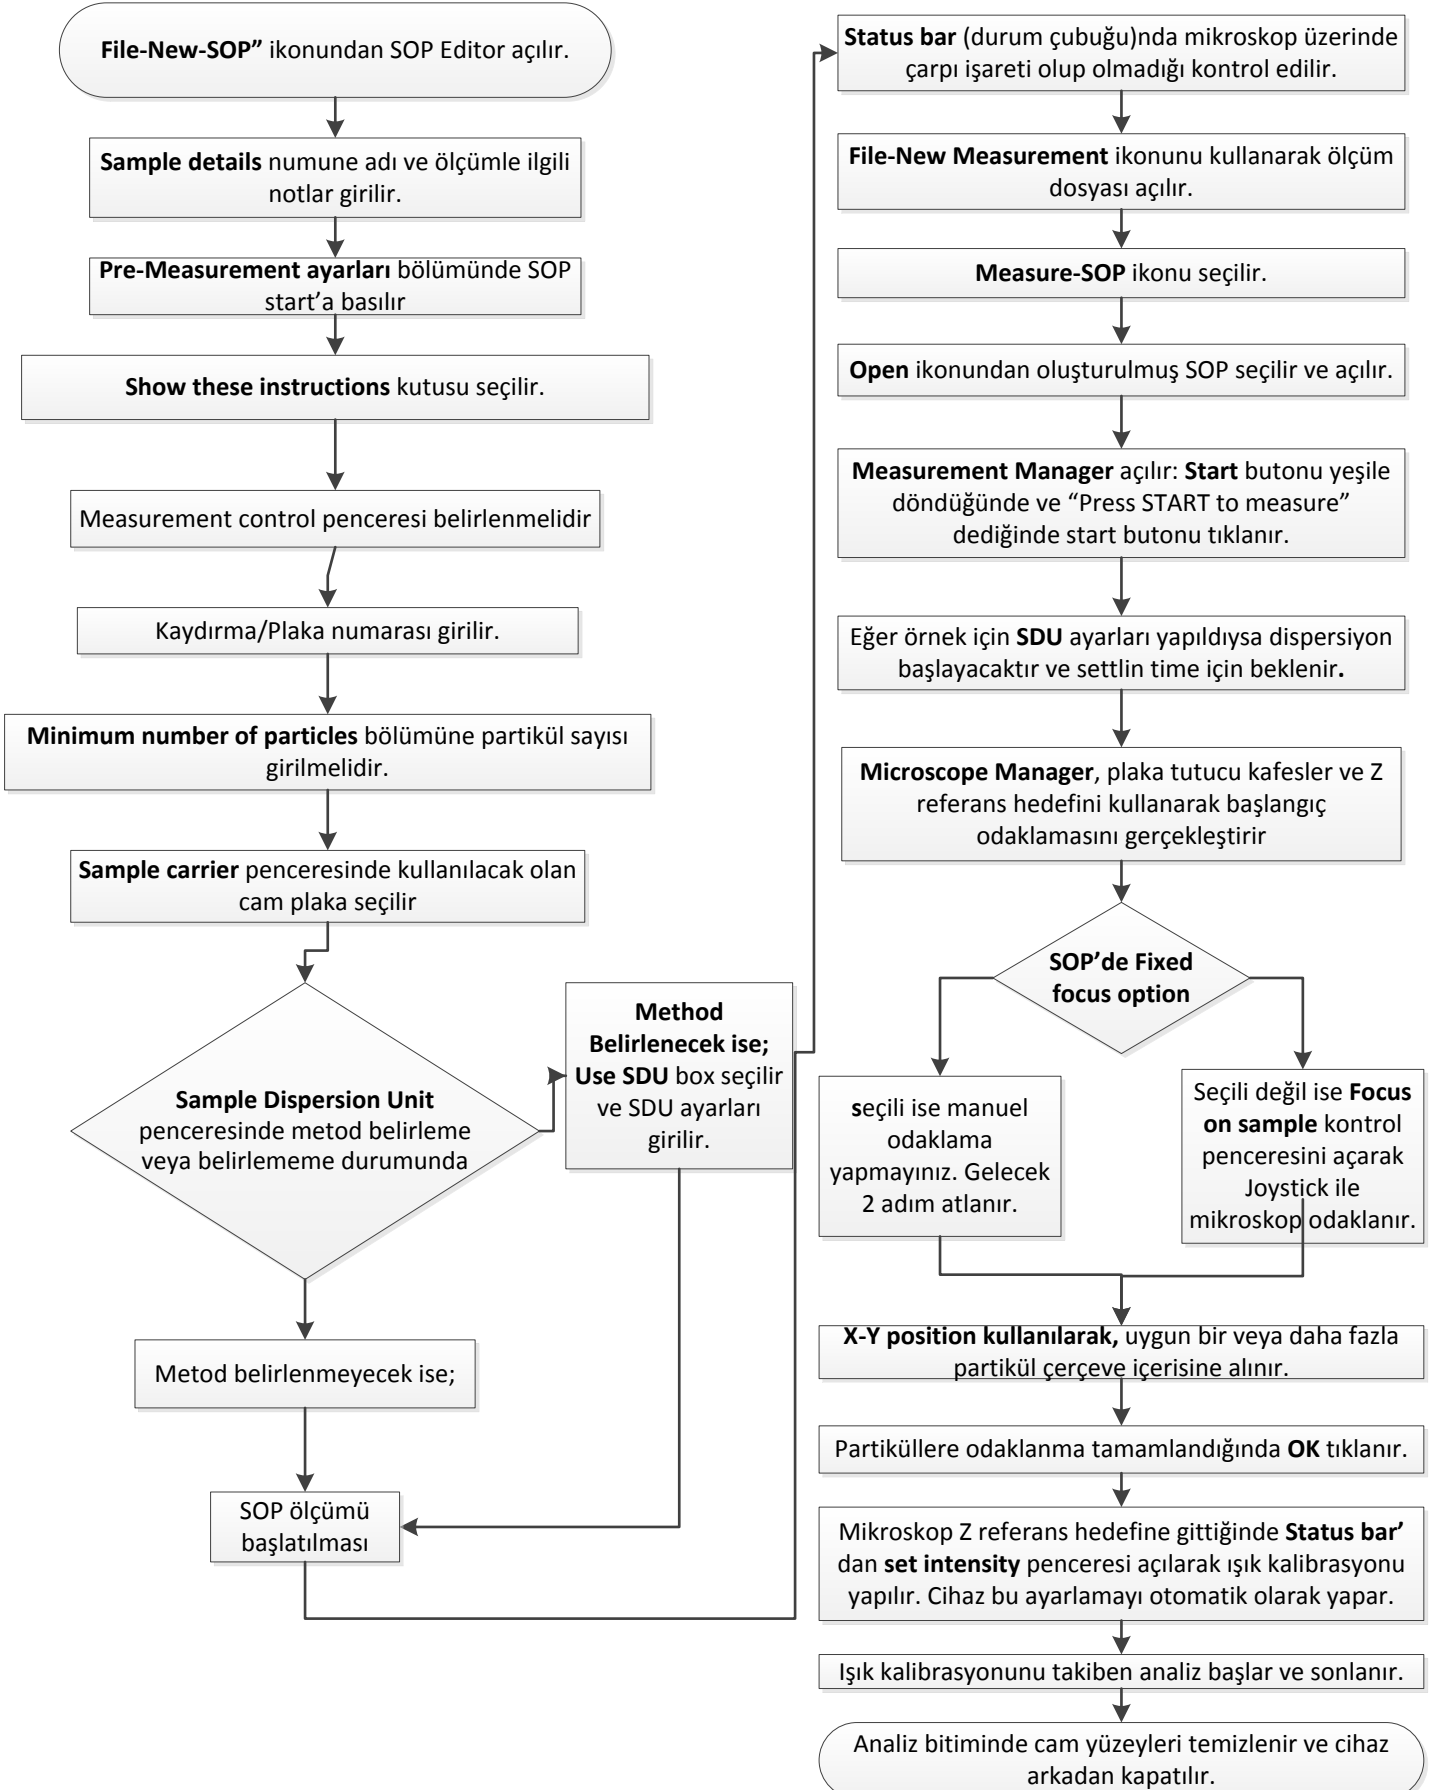 File-New-SOP” ikonundan SOP Editor açılır.
Sample details numune adı ve ölçümle ilgili
notlar girilir.
Pre-Measurement ayarları bölümünde SOP
start’a basılır
Show these instructions kutusu seçilir.
Measurement control penceresi belirlenmelidir
Kaydırma/Plaka numarası girilir.
Minimum number of particles bölümüne partikül sayısı
girilmelidir.
Sample carrier penceresinde kullanılacak olan
cam plaka seçilir
Sample Dispersion Unit
penceresinde metod belirleme
veya belirlememe durumunda
Method
Belirlenecek ise;
Use SDU box seçilir
ve SDU ayarları
girilir.
Metod belirlenmeyecek ise;
SOP ölçümü
başlatılması
Status bar (durum çubuğu)nda mikroskop üzerinde
çarpı işareti olup olmadığı kontrol edilir.
File-New Measurement ikonunu kullanarak ölçüm
dosyası açılır.
Measure-SOP ikonu seçilir.
Open ikonundan oluşturulmuş SOP seçilir ve açılır.
Measurement Manager açılır: Start butonu yeşile
döndüğünde ve “Press START to measure”
dediğinde start butonu tıklanır.
Eğer örnek için SDU ayarları yapıldıysa dispersiyon
başlayacaktır ve settlin time için beklenir.
Microscope Manager, plaka tutucu kafesler ve Z
referans hedefini kullanarak başlangıç
odaklamasını gerçekleştirir
SOP’de Fixed
focus option
seçili ise manuel
odaklama
yapmayınız. Gelecek
2 adım atlanır.
Seçili değil ise Focus
on sample kontrol
penceresini açarak
Joystick ile
mikroskop odaklanır.
X-Y position kullanılarak, uygun bir veya daha fazla
partikül çerçeve içerisine alınır.
Partiküllere odaklanma tamamlandığında OK tıklanır.
Mikroskop Z referans hedefine gittiğinde Status bar’
dan set intensity penceresi açılarak ışık kalibrasyonu
yapılır. Cihaz bu ayarlamayı otomatik olarak yapar.
Işık kalibrasyonunu takiben analiz başlar ve sonlanır.
Analiz bitiminde cam yüzeyleri temizlenir ve cihaz
arkadan kapatılır.